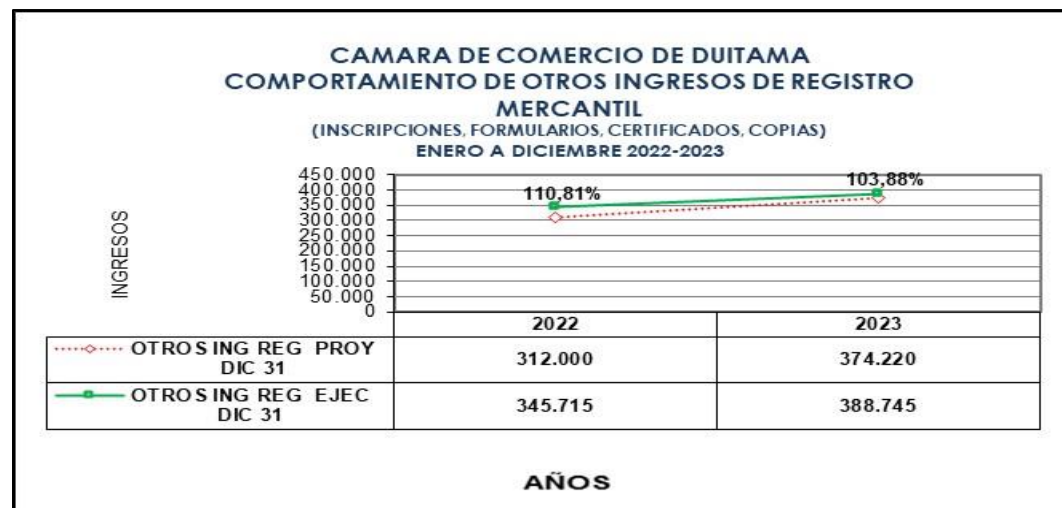 CAMARA DE COMERCIO DE DUITAMA
COMPORTAMIENTO DE OTROS INGRESOS DE REGISTRO
MERCANTIL
(INSCRIPCIONES, FORMULARIOS, CERTIFICADOS, COPIAS)
ENERO A DICIEMBRE 2022-2023
INGRESOS
450.000
400.000
350.000
300.000
250.000
200.000
150.000
100.000
50.000
0
110,81%
103,88%
2022 2023
OTROS ING REG PROY
DIC 31
312.000 374.220
OTROS ING REG EJEC
DIC 31
345.715 388.745
AÑOS